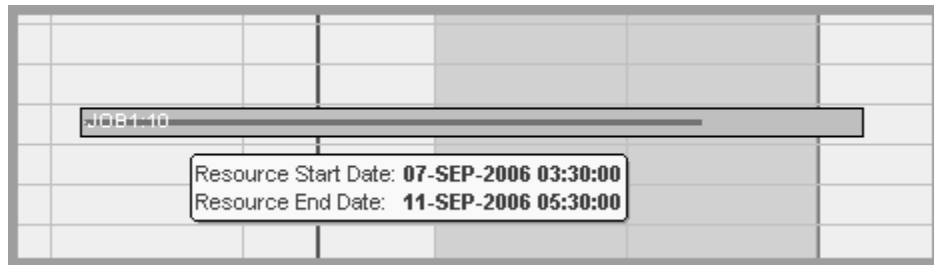 JOB1:10
Resource Start Date: 07-SEP-2006 03:30:00
Resource End Date: 11-SEP-2006 05:30:00